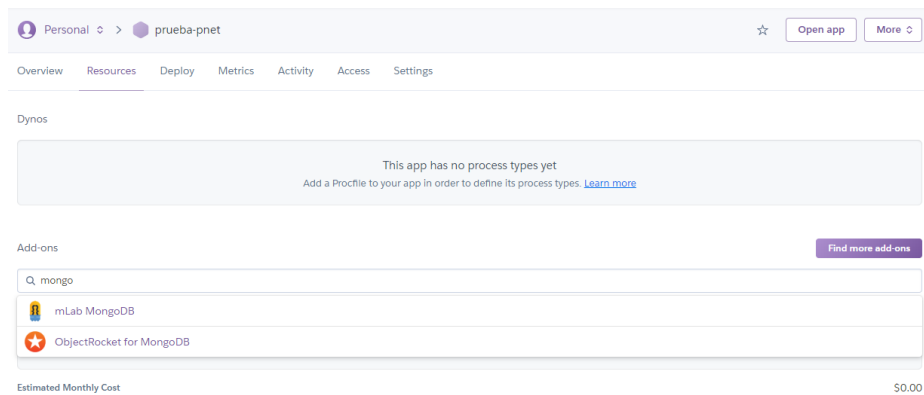 Personal > prueba-pnet Open app More
Overview Resources Deploy Metrics Activity Access Settings
Dynos
This app has no process types yet
Add a Procfile to your app in order to define its process types. Learn more
Add-ons Find more add-ons
mongo
mLab MongoDB
ObjectRocket for MongoDB
Estimated Monthly Cost $0.00